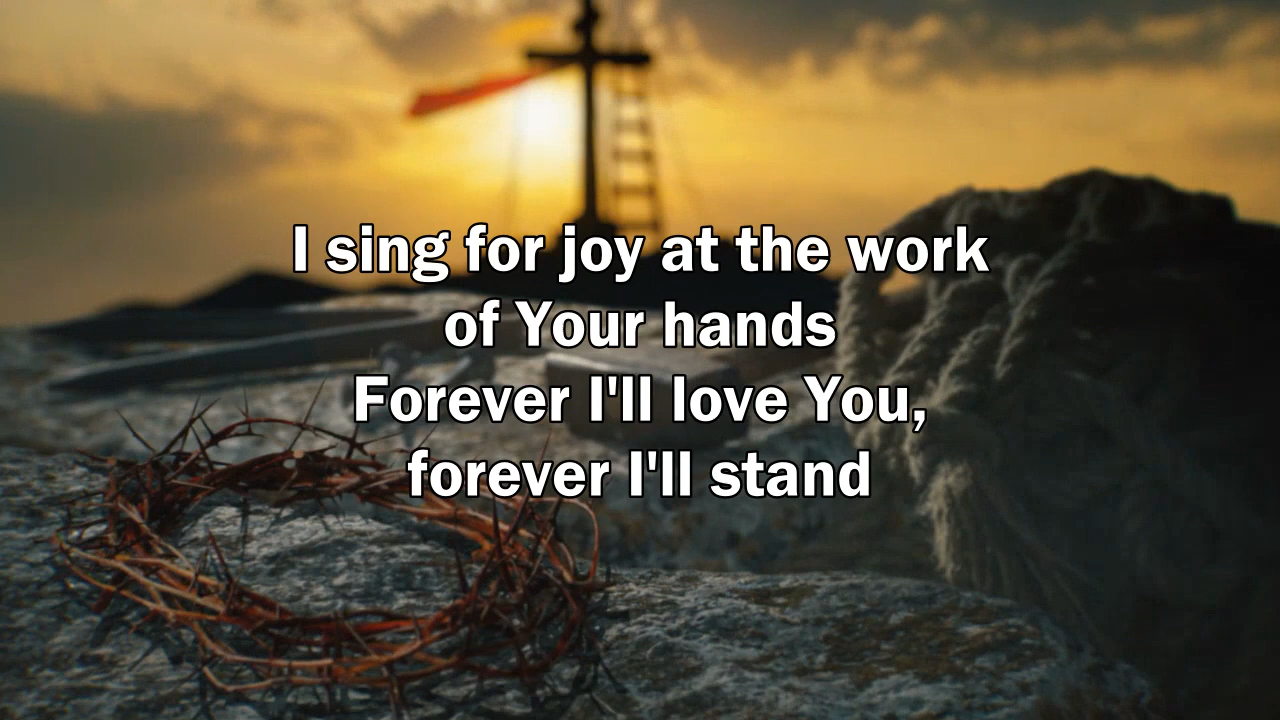 I sing for joy at the work
of Your hands
Forever I'll love You,
forever I'll stand